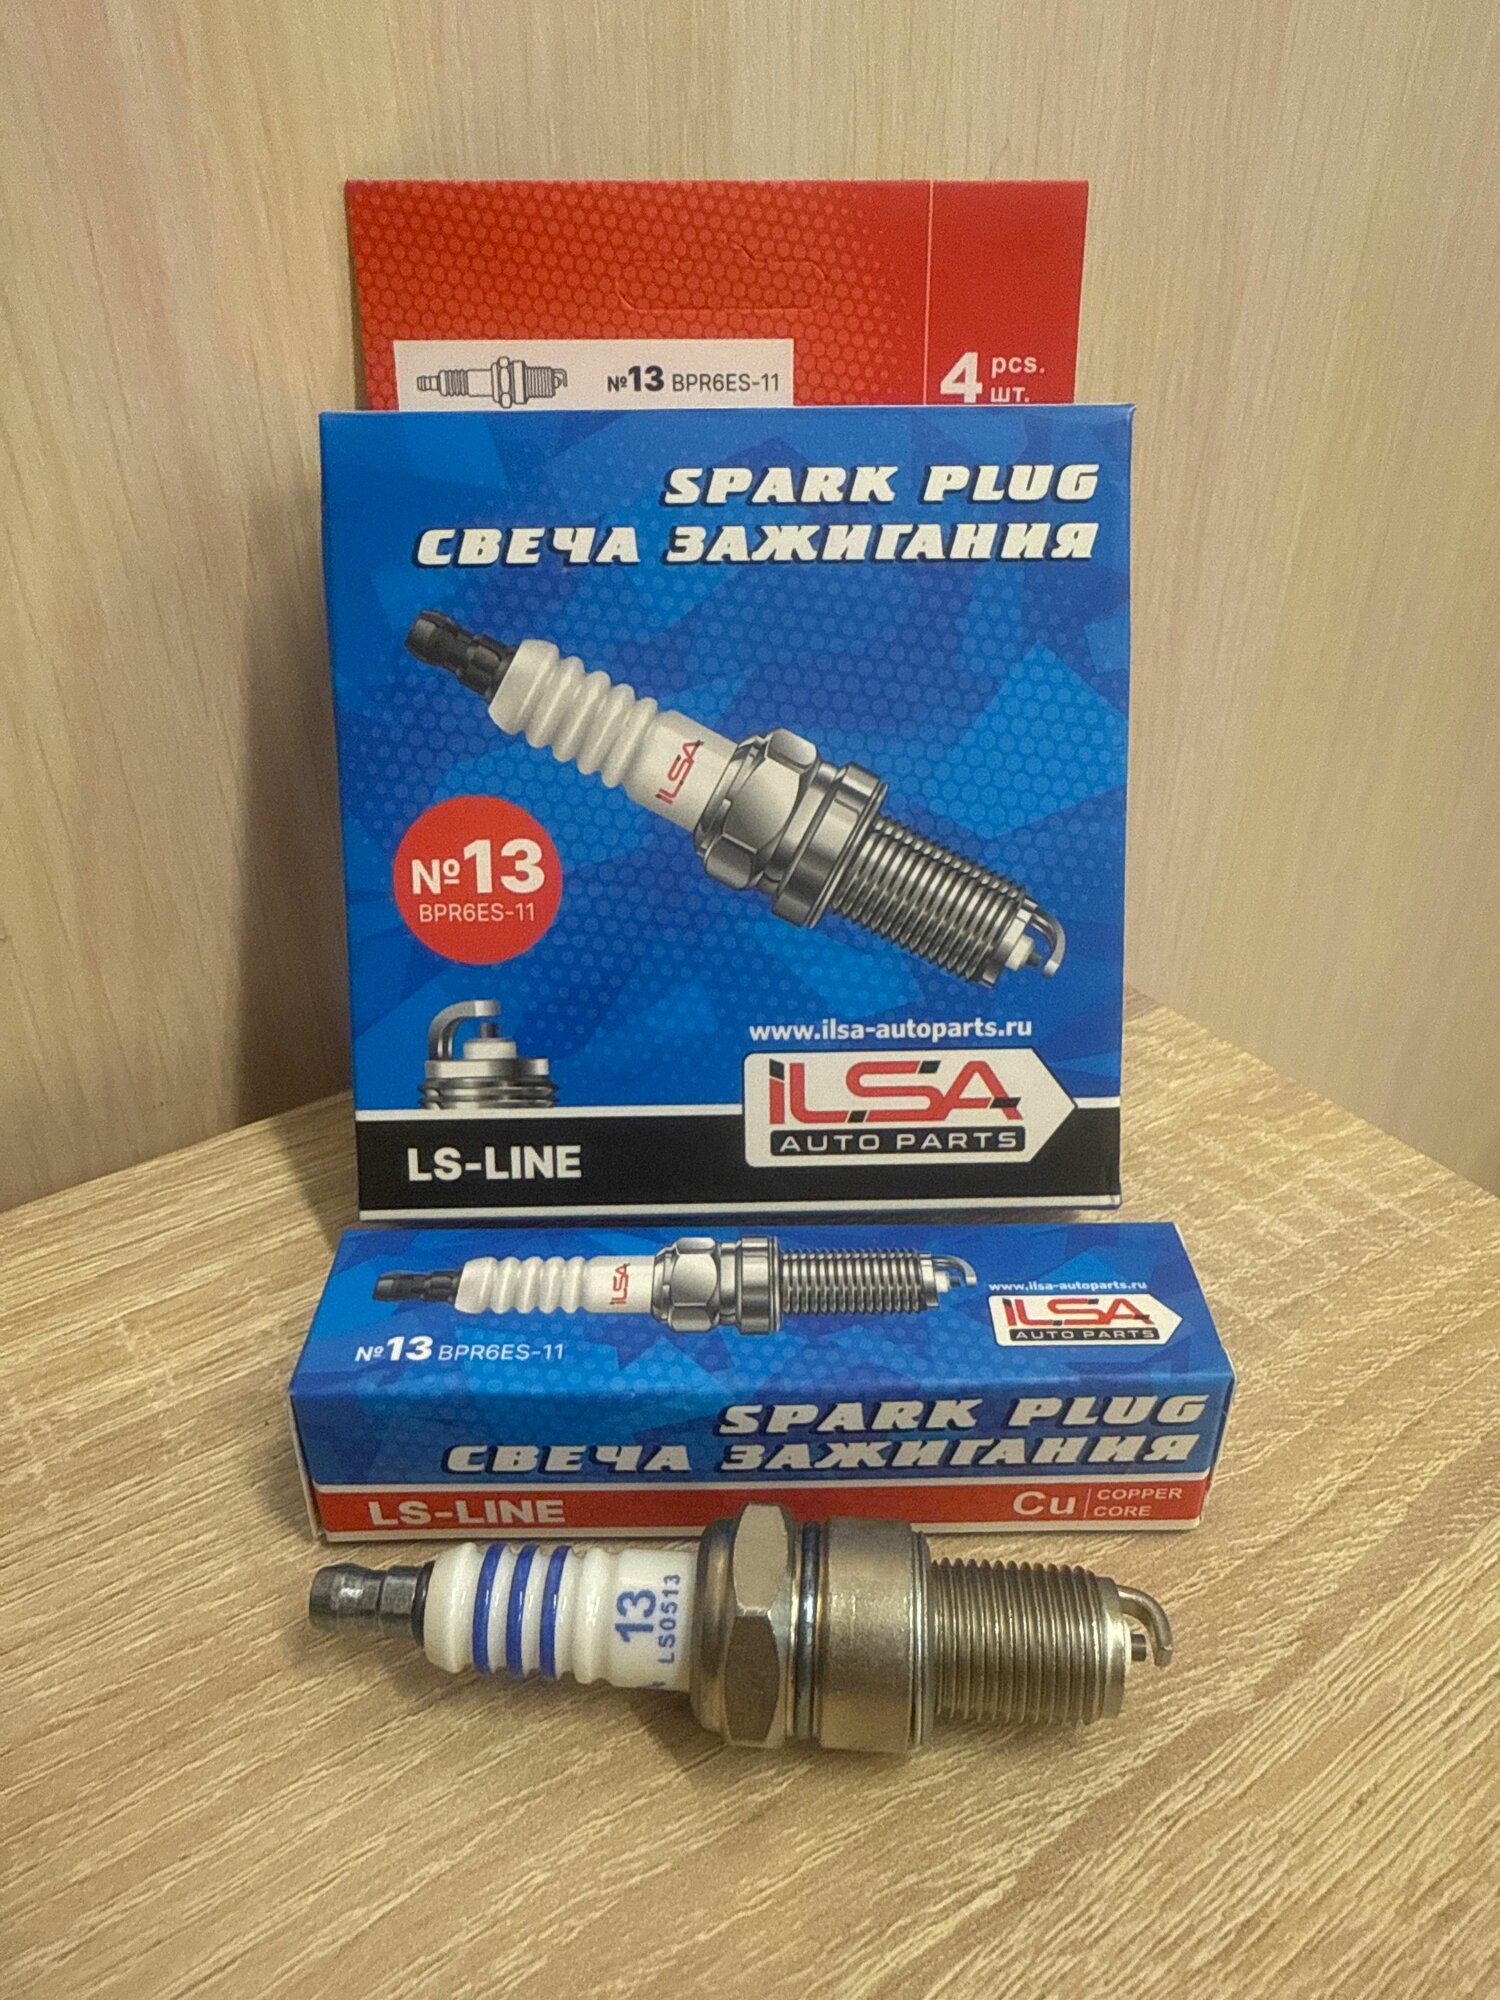 №13 BPR6ES-11
4 pcs.
шт.
SPARK PLUG
СВЕЧА ЗАЖИГАНИЯ
ILSA
№13
BPR6ES-11
www.ilsa-autoparts.ru
ILSA
AUTO PARTS
LS-LINE
ILSA
www.ilsa-autoparts.ru
ILSA
AUTO PARTS
№13 BPR6ES-11
SPARK PLUG
СВЕЧА ЗАЖИГАНИЯ
LS-LINE
Cu COPPER
CORE
13
LS0513